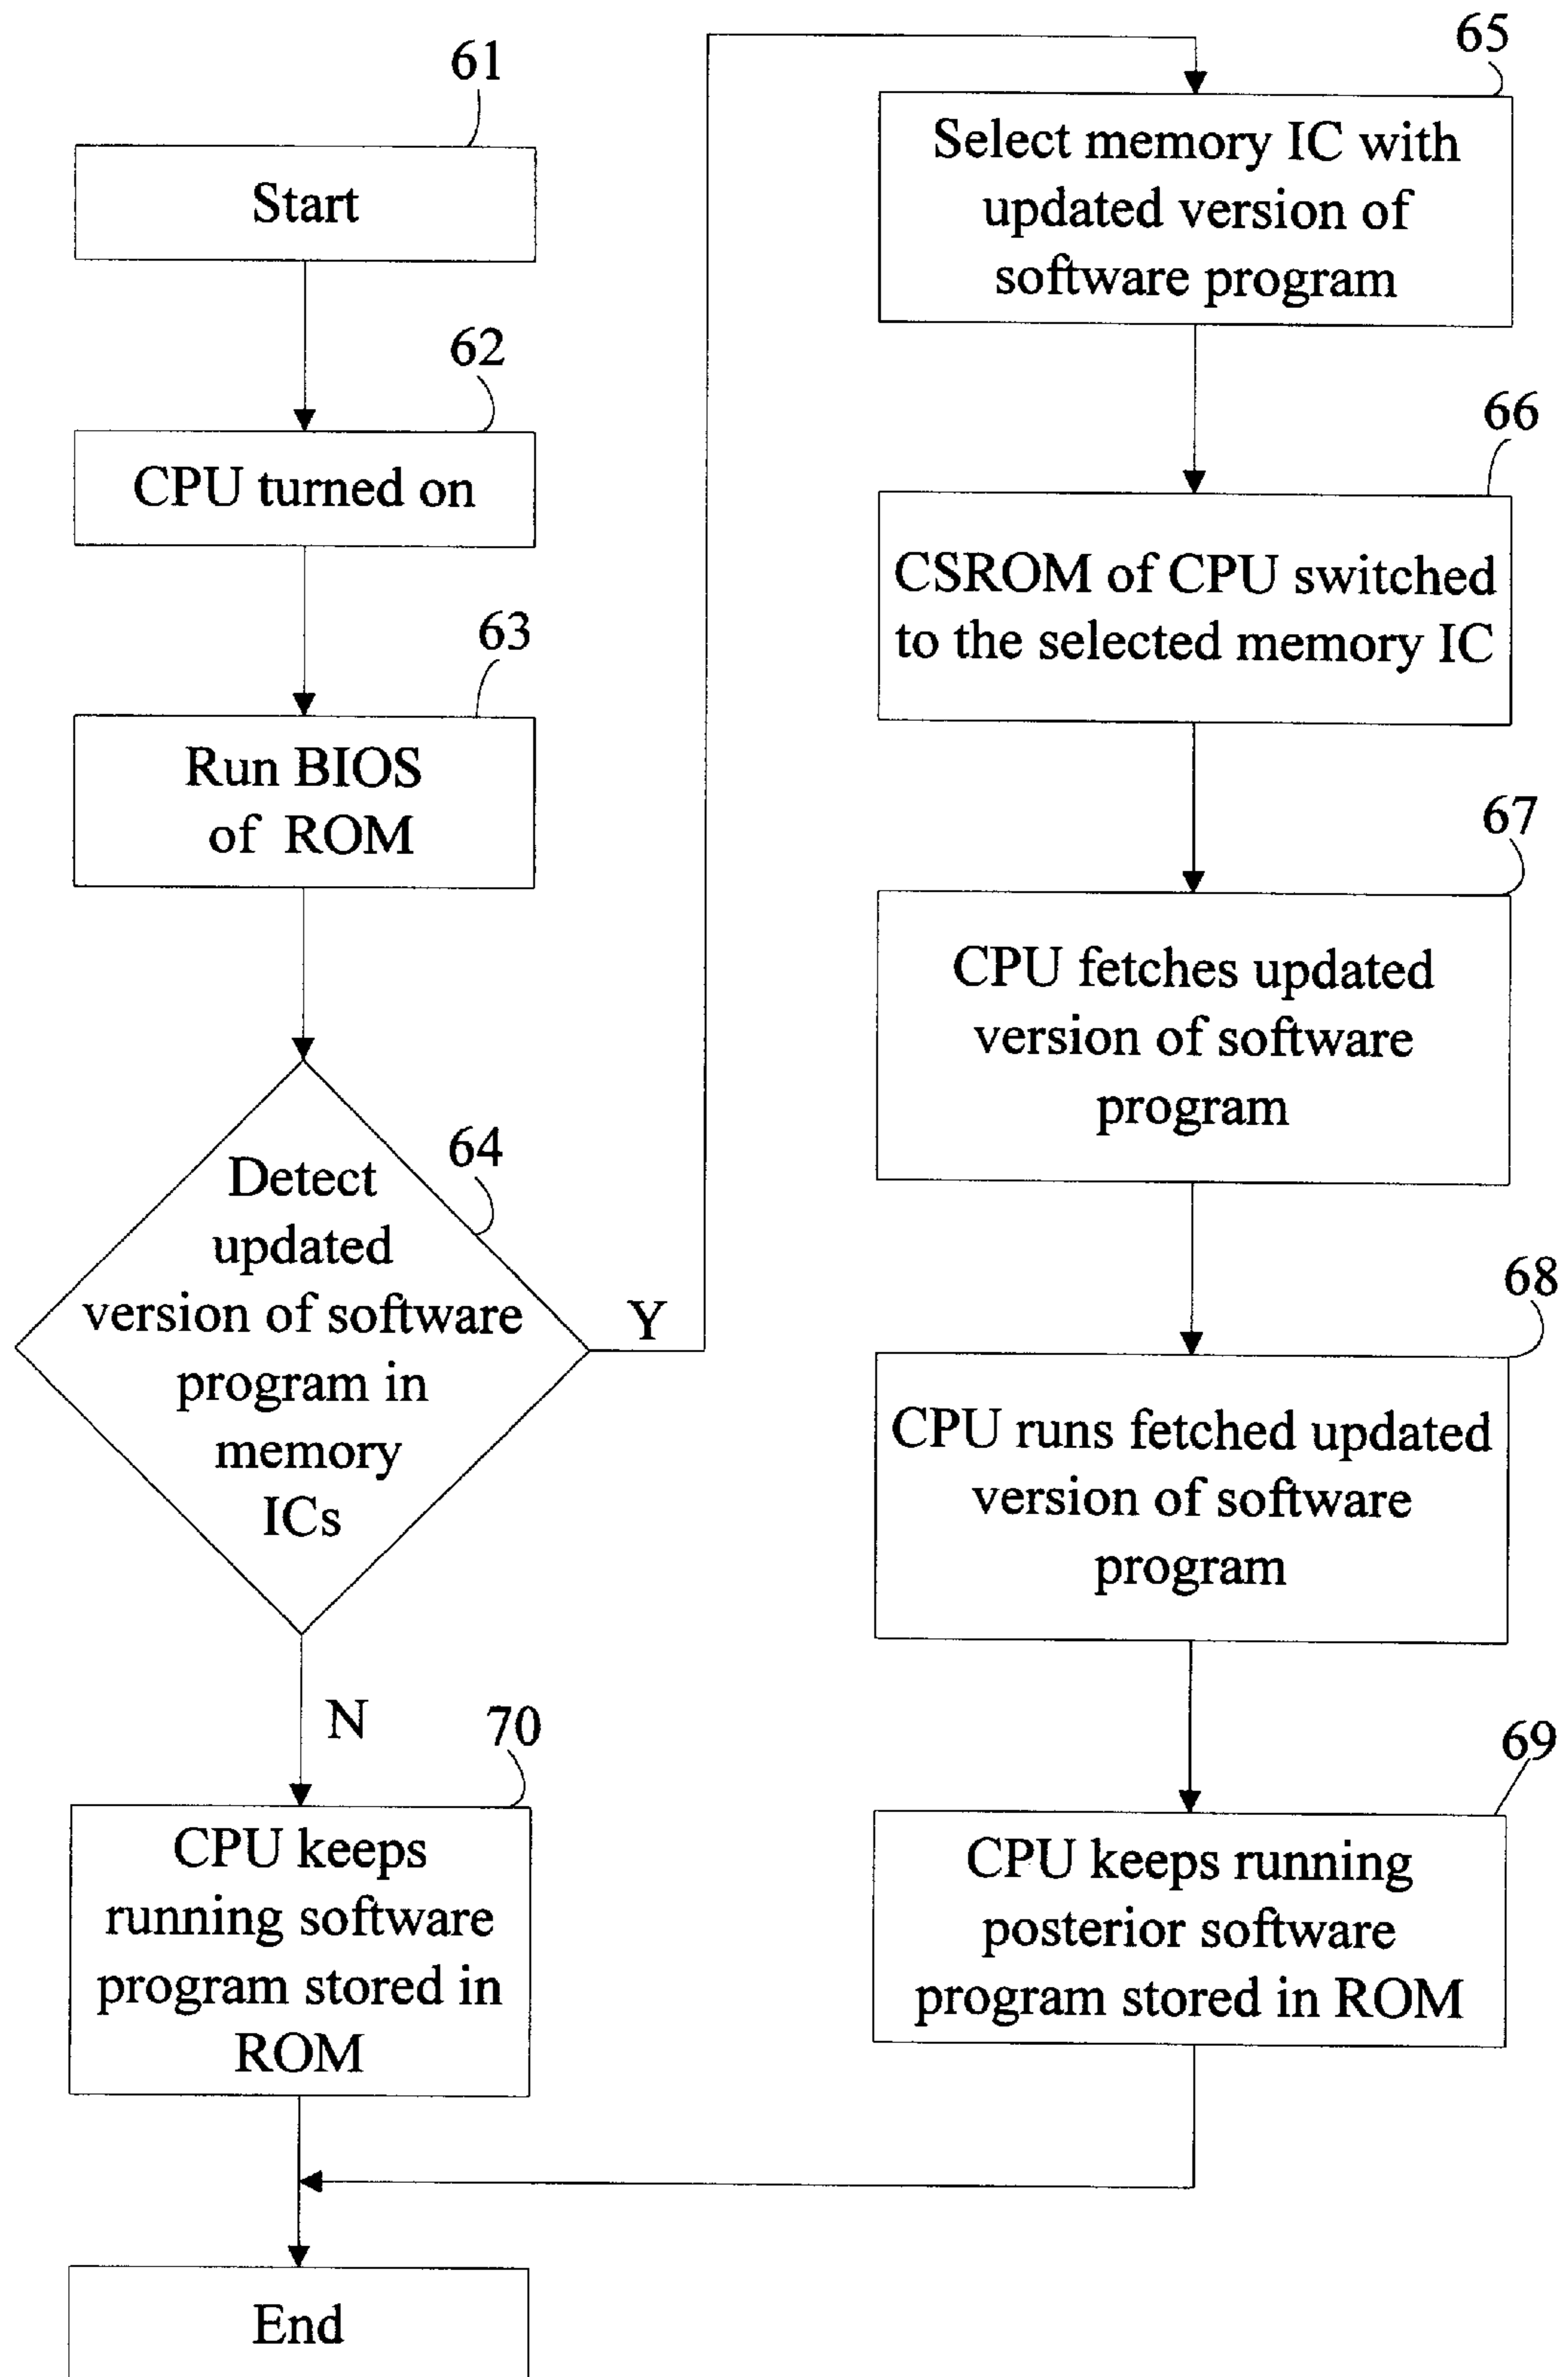 61
Start
62
CPU turned on
63
Run BIOS
of ROM
64
Detect
updated
version of software
program in
memory
ICs
Y
N
70
CPU keeps
running software
program stored in
ROM
65
Select memory IC with
updated version of
software program
66
CSROM of CPU switched
to the selected memory IC
67
CPU fetches updated
version of software
program
68
CPU runs fetched updated
version of software
program
69
CPU keeps running
posterior software
program stored in ROM
End